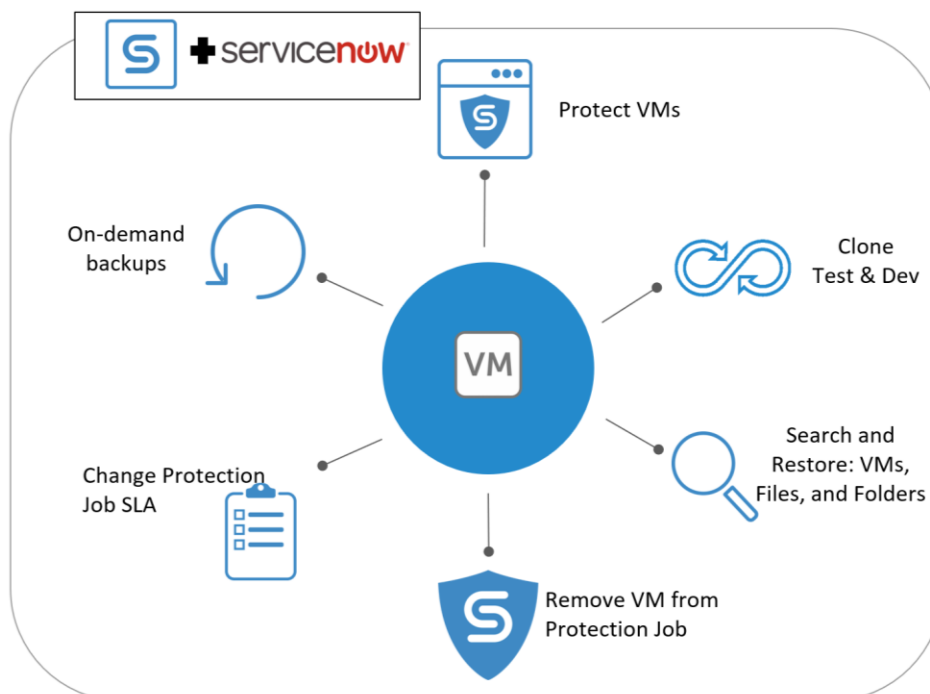 S + servicenow
S
Protect VMs
On-demand
backups
Clone
Test & Dev
VM
Change Protection
Job SLA
Search and
Restore: VMs,
Files, and Folders
S
Remove VM from
Protection Job